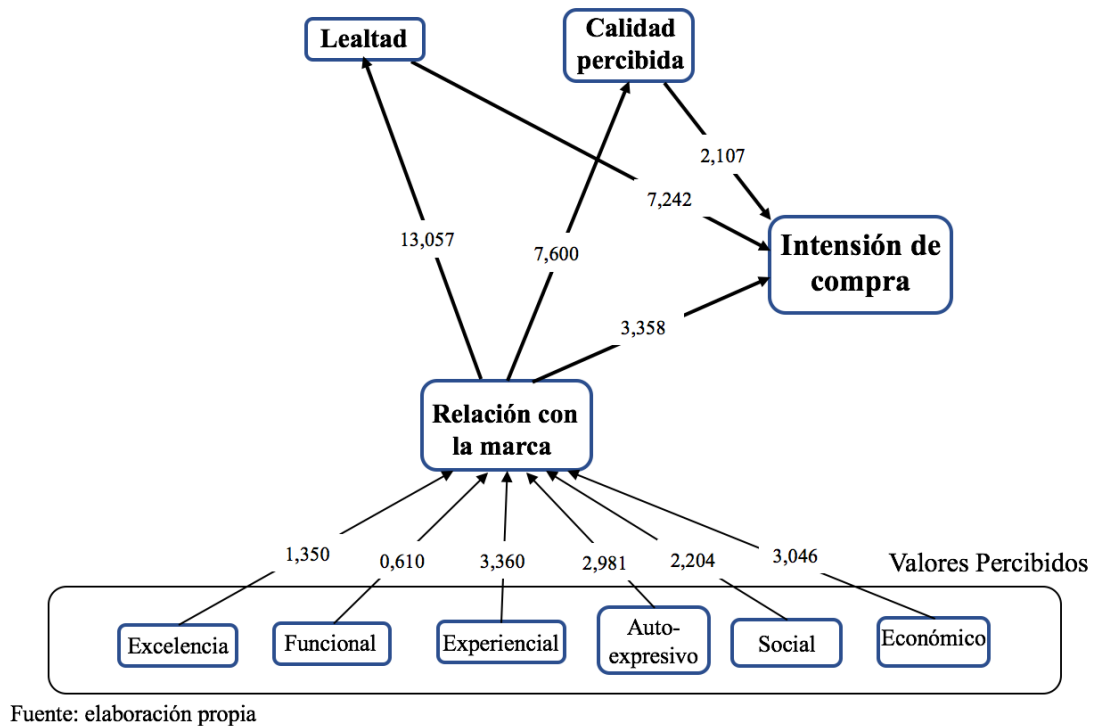 Lealtad
Calidad
percibida
2,107
7,242
13,057
7,600
Intensión de
compra
3,358
Relación con
la marca
1,350
0,610
3,360
2,981
2,204
3,046
Valores Percibidos
Excelencia
Funcional
Experiencial
Auto-
expresivo
Social
Económico
Fuente: elaboración propia